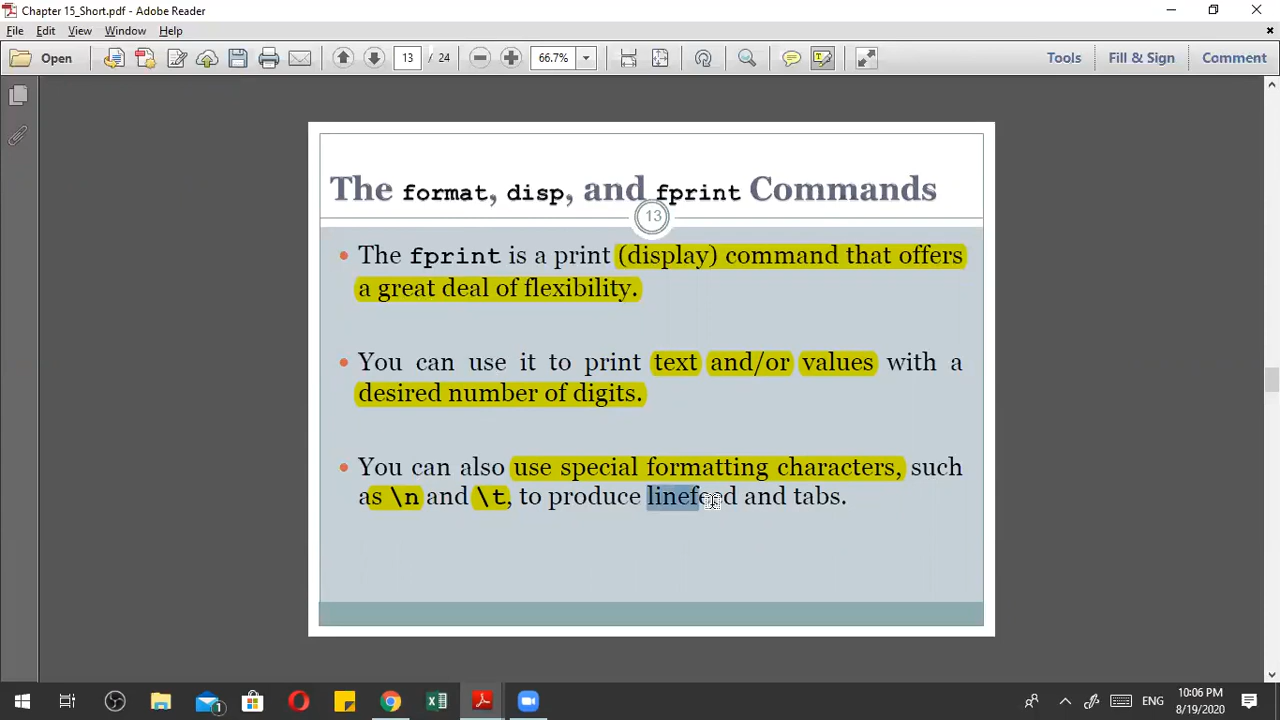 Chapter 15_Short.pdf - Adobe Reader
File Edit View Window Help
Open 13 / 24 66.7% Tools Fill & Sign Comment
The format, disp, and fprint Commands
13
• The fprint is a print (display) command that offers
a great deal of flexibility.
• You can use it to print text and/or values with a
desired number of digits.
• You can also use special formatting characters, such
as \n and \t, to produce linefeed and tabs.
1 ENG 10:06 PM
8/19/2020